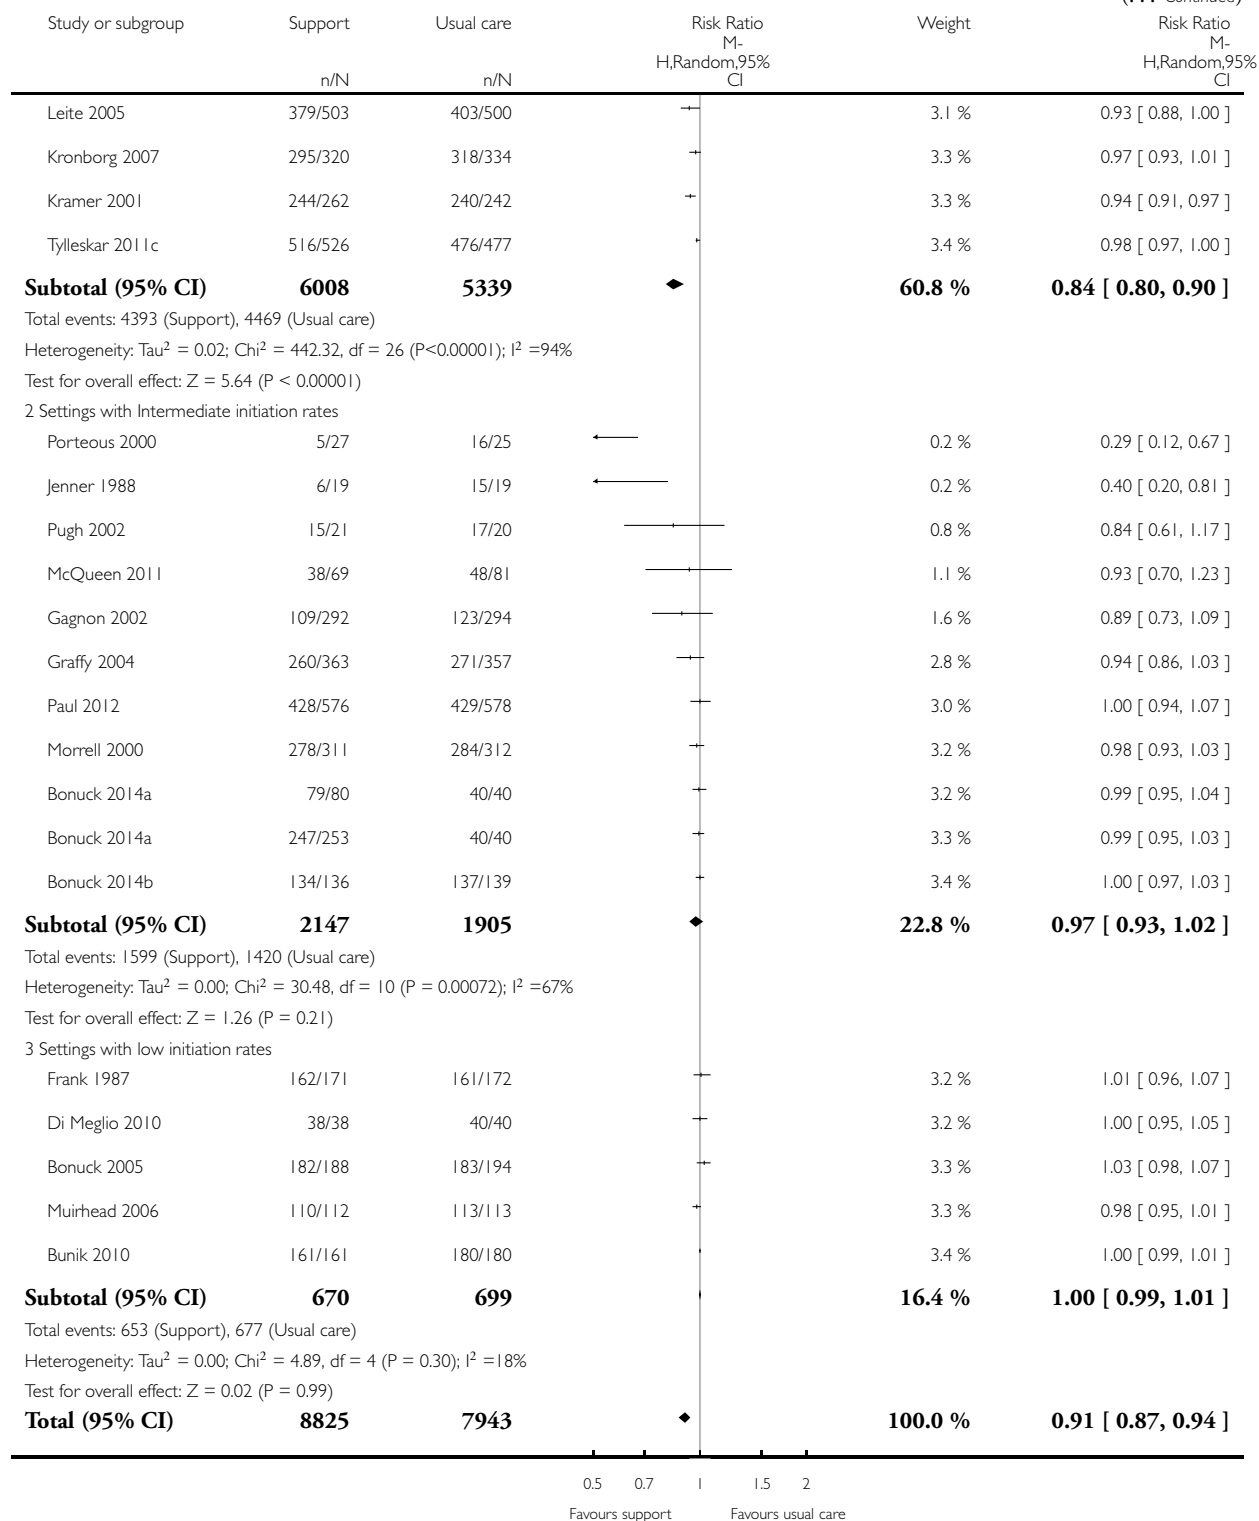 (... Continued)
Study or subgroup Support Usual care Risk Ratio Weight Risk Ratio
M- M-
H,Random,95% H,Random,95%
n/N n/N CI CI
Leite 2005 379/503 403/500 3.1 % 0.93 [ 0.88, 1.00 ]
Kronborg 2007 295/320 318/334 3.3 % 0.97 [ 0.93, 1.01 ]
Kramer 2001 244/262 240/242 3.3 % 0.94 [ 0.91, 0.97 ]
Tylleskar 2011c 516/526 476/477 3.4 % 0.98 [ 0.97, 1.00 ]
Subtotal (95% CI) 6008 5339 60.8 % 0.84 [ 0.80, 0.90 ]
Total events: 4393 (Support), 4469 (Usual care)
Heterogeneity: Tau² = 0.02; Chi² = 442.32, df = 26 (P<0.00001); I² =94%
Test for overall effect: Z = 5.64 (P < 0.00001)
2 Settings with Intermediate initiation rates
Porteous 2000 5/27 16/25 0.2 % 0.29 [ 0.12, 0.67 ]
Jenner 1988 6/19 15/19 0.2 % 0.40 [ 0.20, 0.81 ]
Pugh 2002 15/21 17/20 0.8 % 0.84 [ 0.61, 1.17 ]
McQueen 2011 38/69 48/81 1.1 % 0.93 [ 0.70, 1.23 ]
Gagnon 2002 109/292 123/294 1.6 % 0.89 [ 0.73, 1.09 ]
Graffy 2004 260/363 271/357 2.8 % 0.94 [ 0.86, 1.03 ]
Paul 2012 428/576 429/578 3.0 % 1.00 [ 0.94, 1.07 ]
Morrell 2000 278/311 284/312 3.2 % 0.98 [ 0.93, 1.03 ]
Bonuck 2014a 79/80 40/40 3.2 % 0.99 [ 0.95, 1.04 ]
Bonuck 2014a 247/253 40/40 3.3 % 0.99 [ 0.95, 1.03 ]
Bonuck 2014b 134/136 137/139 3.4 % 1.00 [ 0.97, 1.03 ]
Subtotal (95% CI) 2147 1905 22.8 % 0.97 [ 0.93, 1.02 ]
Total events: 1599 (Support), 1420 (Usual care)
Heterogeneity: Tau² = 0.00; Chi² = 30.48, df = 10 (P = 0.00072); I² =67%
Test for overall effect: Z = 1.26 (P = 0.21)
3 Settings with low initiation rates
Frank 1987 162/171 161/172 3.2 % 1.01 [ 0.96, 1.07 ]
Di Meglio 2010 38/38 40/40 3.2 % 1.00 [ 0.95, 1.05 ]
Bonuck 2005 182/188 183/194 3.3 % 1.03 [ 0.98, 1.07 ]
Muirhead 2006 110/112 113/113 3.3 % 0.98 [ 0.95, 1.01 ]
Bunik 2010 161/161 180/180 3.4 % 1.00 [ 0.99, 1.01 ]
Subtotal (95% CI) 670 699 16.4 % 1.00 [ 0.99, 1.01 ]
Total events: 653 (Support), 677 (Usual care)
Heterogeneity: Tau² = 0.00; Chi² = 4.89, df = 4 (P = 0.30); I² =18%
Test for overall effect: Z = 0.02 (P = 0.99)
Total (95% CI) 8825 7943 100.0 % 0.91 [ 0.87, 0.94 ]
0.5 0.7 1 1.5 2
Favours support Favours usual care